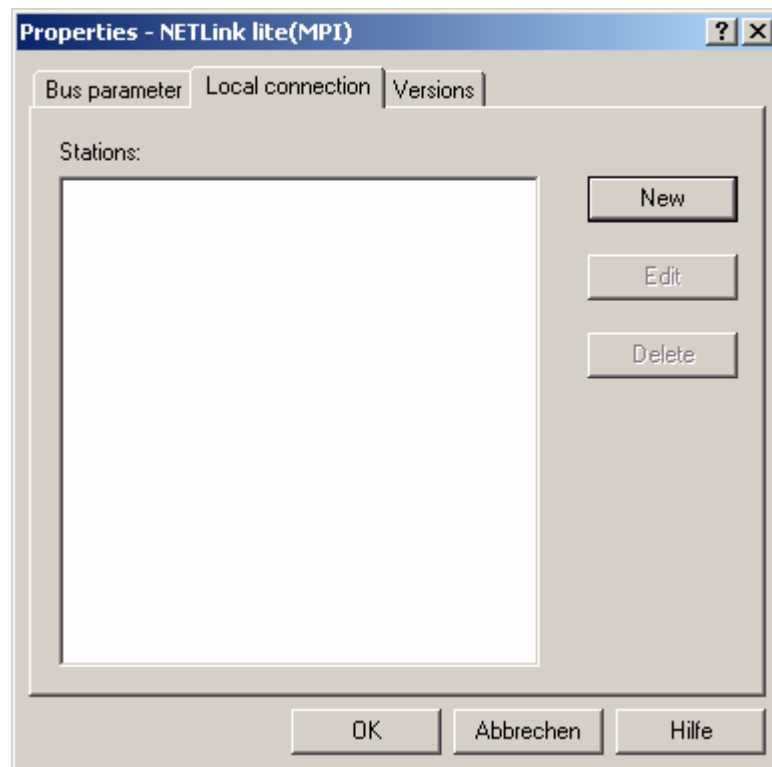 Properties - NETLink lite(MPI)
Bus parameter Local connection Versions
Stations:
New
Edit
Delete
OK Abbrechen Hilfe